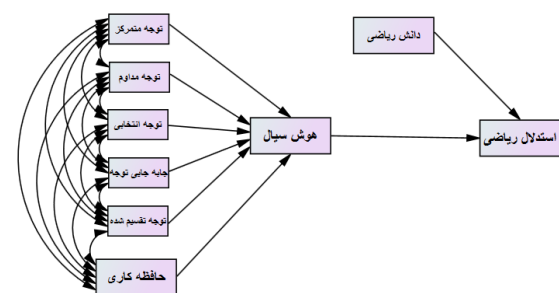 توجه متمرکز
دانش ریاضی
توجه مداوم
توجه انتخابی
هوش سیال
استدلال ریاضی
جابه جایی توجه
توجه تقسیم شده
حافظه کاری